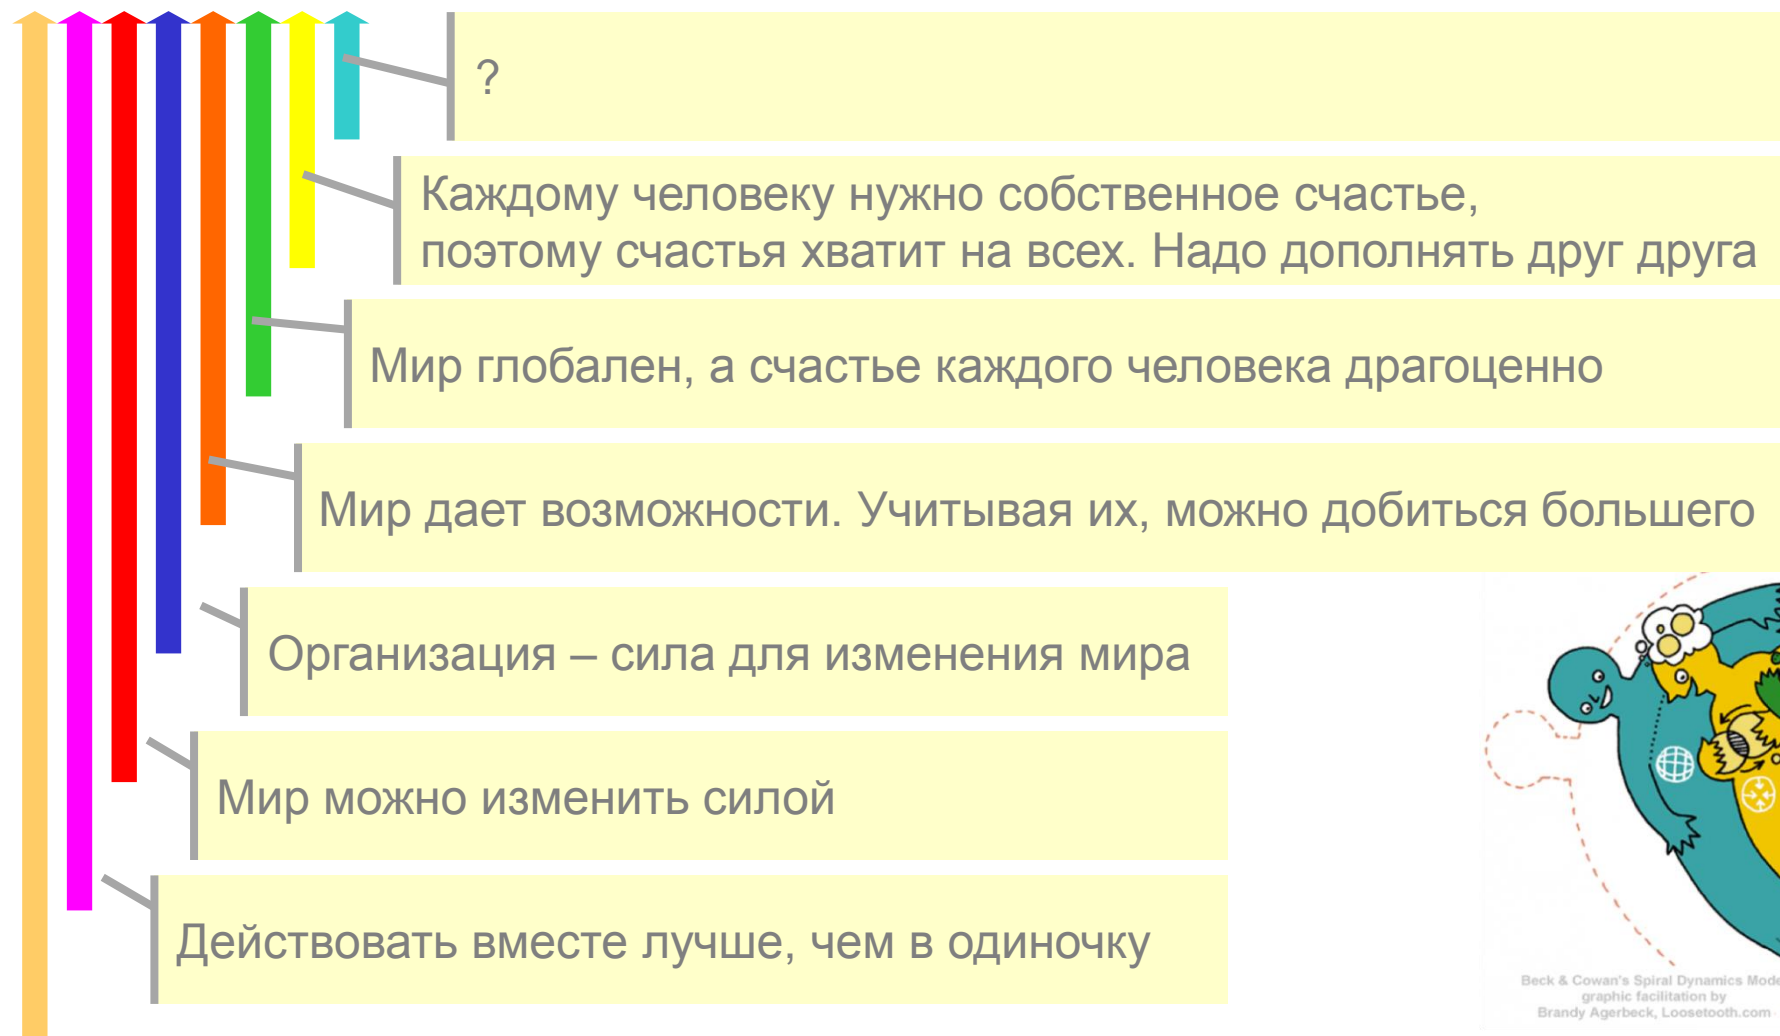 ?
Каждому человеку нужно собственное счастье,
поэтому счастья хватит на всех. Надо дополнять друг друга
Мир глобален, а счастье каждого человека драгоценно
Мир дает возможности. Учитывая их, можно добиться большего
Организация – сила для изменения мира
Мир можно изменить силой
Действовать вместе лучше, чем в одиночку
Beck & Cowan's Spiral Dynamics Mode
graphic facilitation by
Brandy Agerbeck, Loosetooth.com